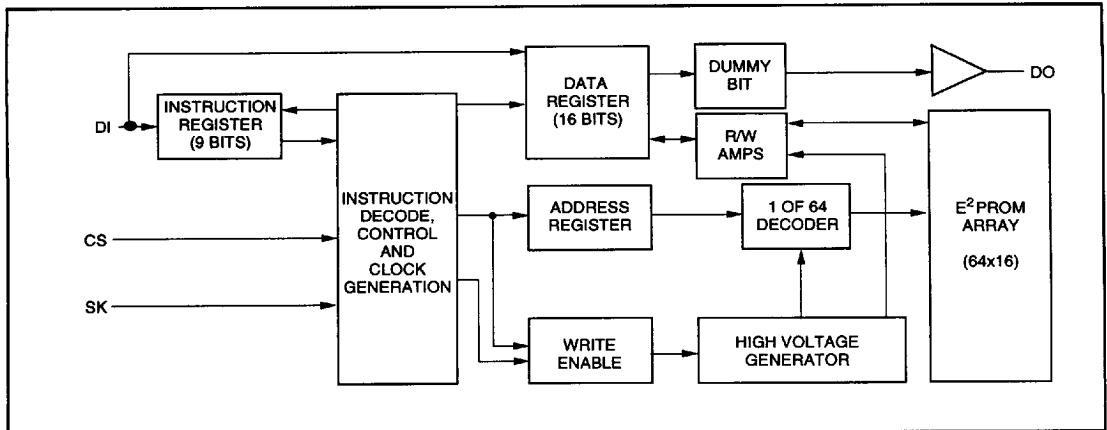 DI
INSTRUCTION
REGISTER
(9 BITS)
CS
SK
INSTRUCTION
DECODE,
CONTROL
AND
CLOCK
GENERATION
DATA
REGISTER
(16 BITS)
DUMMY
BIT
DO
R/W
AMPS
ADDRESS
REGISTER
1 OF 64
DECODER
E²PROM
ARRAY
(64x16)
WRITE
ENABLE
HIGH VOLTAGE
GENERATOR